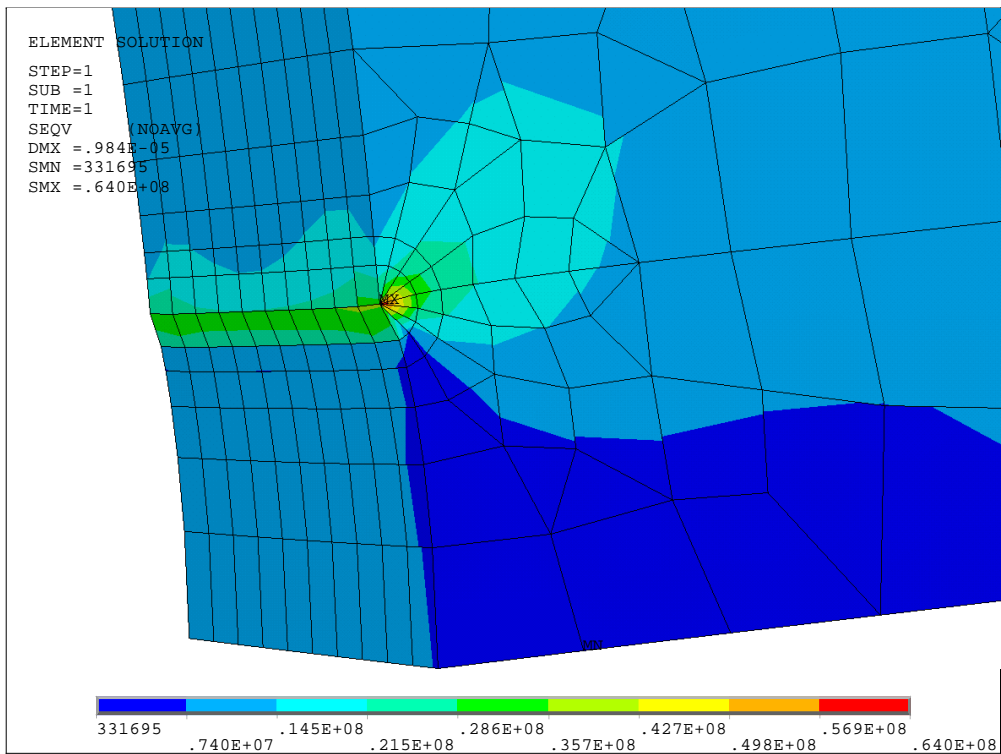 ELEMENT SOLUTION
STEP=1
SUB =1
TIME=1
SEQV (NOAVG)
DMX =.984E-05
SMN =331695
SMX =.640E+08
MX
MN
331695 .145E+08 .286E+08 .427E+08 .569E+08
.740E+07 .215E+08 .357E+08 .498E+08 .640E+08